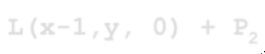 L(x-1,y, 0) + P₂